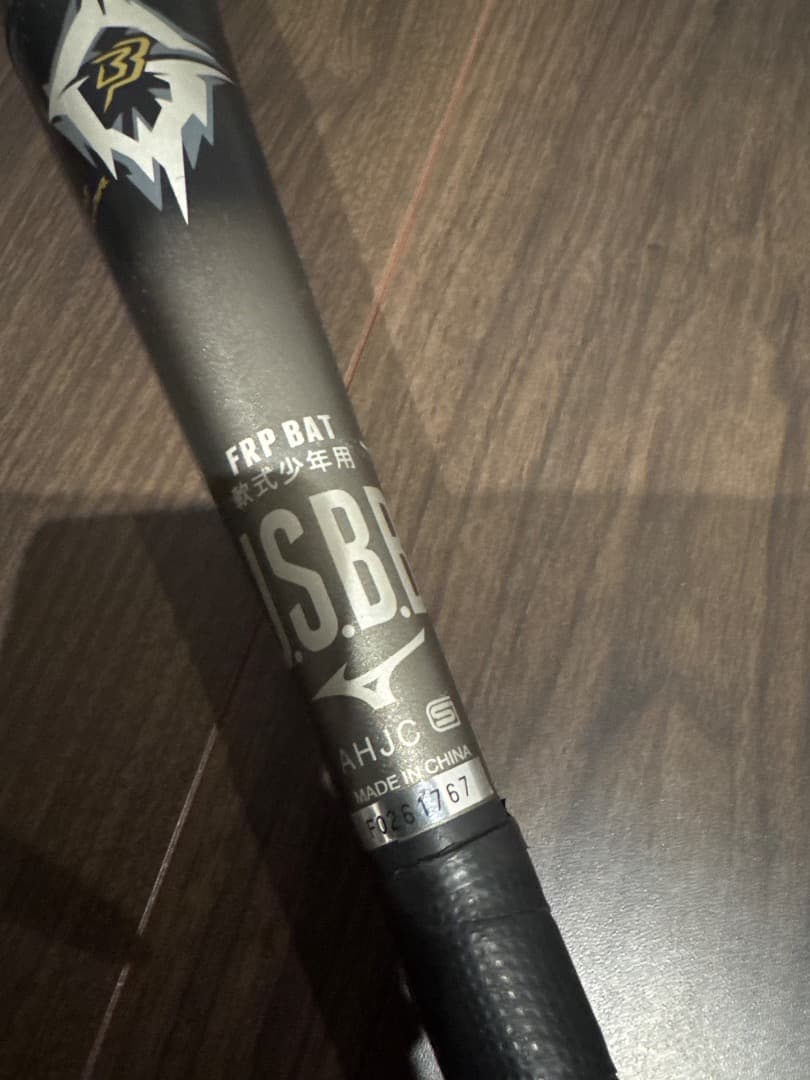 FRP BAT
軟式少年用
.S.B.B
AHJC S
MADE IN CHINA
F0261767